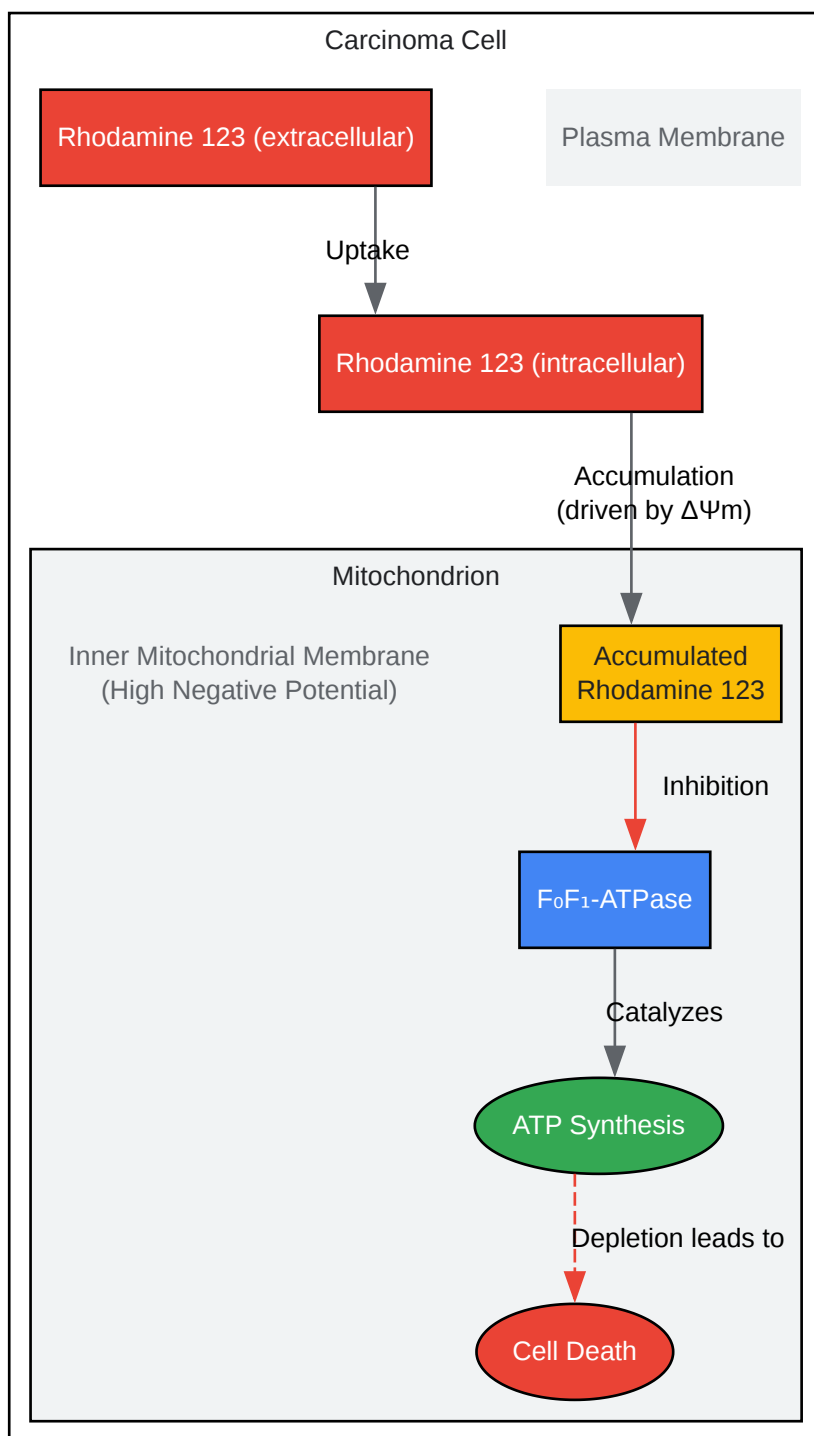 Carcinoma Cell
Rhodamine 123 (extracellular)
Plasma Membrane
Uptake
Rhodamine 123 (intracellular)
Accumulation
(driven by ΔΨm)
Mitochondrion
Inner Mitochondrial Membrane
(High Negative Potential)
Accumulated
Rhodamine 123
Inhibition
F₀F₁-ATPase
Catalyzes
ATP Synthesis
Depletion leads to
Cell Death